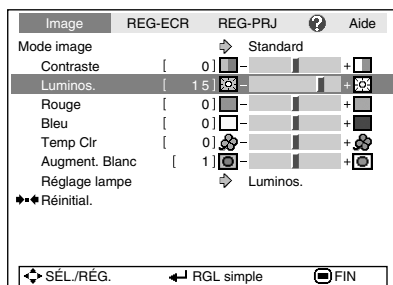 Image REG-ECR REG-PRJ ? Aide
Mode image Standard
Contraste [ 0] - +
Luminos. [ 15] - +
Rouge [ 0] - +
Bleu [ 0] - +
Temp Clr [ 0] - +
Augment. Blanc [ 1] - +
Réglage lampe Luminos.
Réinitial.
SÉL./RÉG. RGL simple FIN